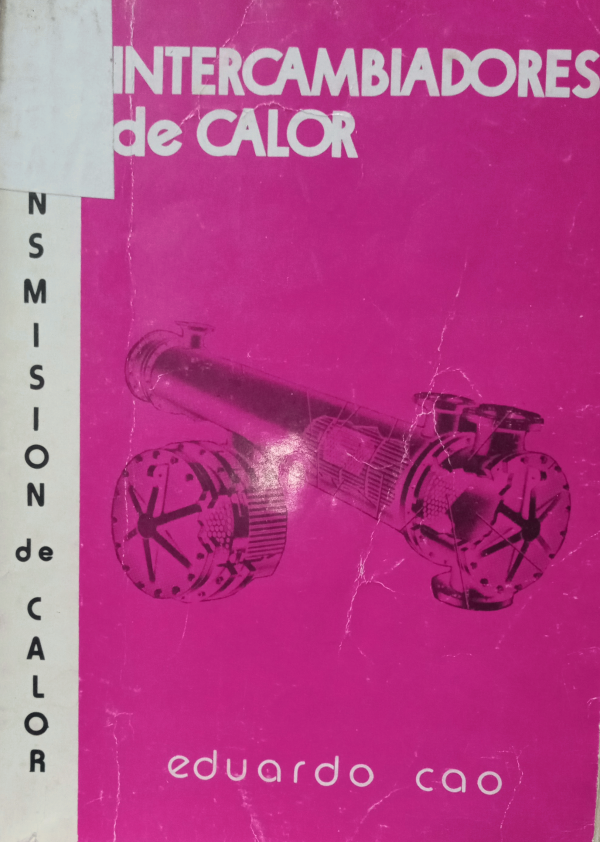 INTERCAMBIADORES
de CALOR
NSMISION de CALOR
eduardo cao